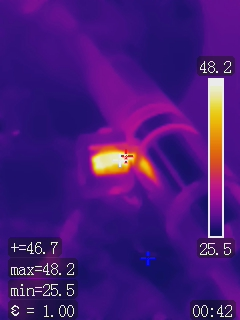 48.2
25.5
+=46.7
max=48.2
min=25.5
Ɛ = 1.00
00:42